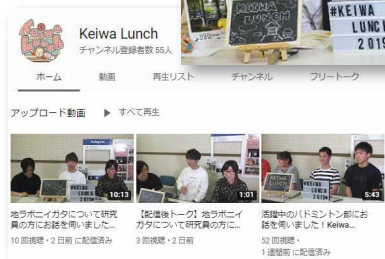 KEIWA
LUNCH
#KEIWA
LUNCH
2019
Keiwa Lunch
チャンネル登録者数 55人
ホーム 動画 再生リスト チャンネル フリートーク
アップロード動画 ▶ すべて再生
10:13
1:01
5:43
地ラボニイガタについて研究
員の方にお話を伺いました...
10 回視聴・2 日前 に配信済み
【配信後トーク】地ラボニイ
ガタについて研究員の方に...
3 回視聴・2 日前
活躍中のバドミントン部にお
話を伺いました！Keiwa...
52 回視聴・
1 週間前 に配信済み